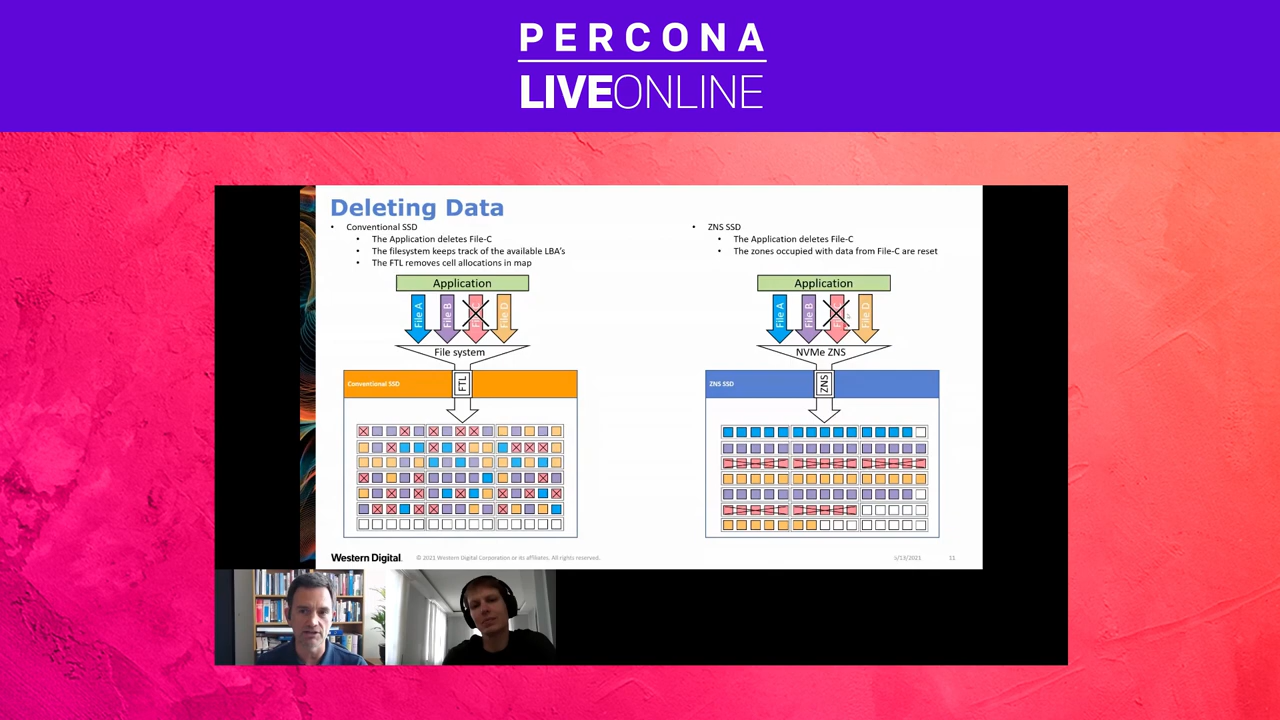 PERCONA
LIVEONLINE
Deleting Data
• Conventional SSD
• The Application deletes File-C
• The filesystem keeps track of the available LBA's
• The FTL removes cell allocations in map
Application
File A
File B
File D
File system
Conventional SSD
FTL
• ZNS SSD
• The Application deletes File-C
• The zones occupied with data from File-C are reset
Application
File A
File B
File D
NVMe ZNS
ZNS SSD
ZNS
Western Digital.
© 2021 Western Digital Corporation or its affiliates. All rights reserved.
5/13/2021
11